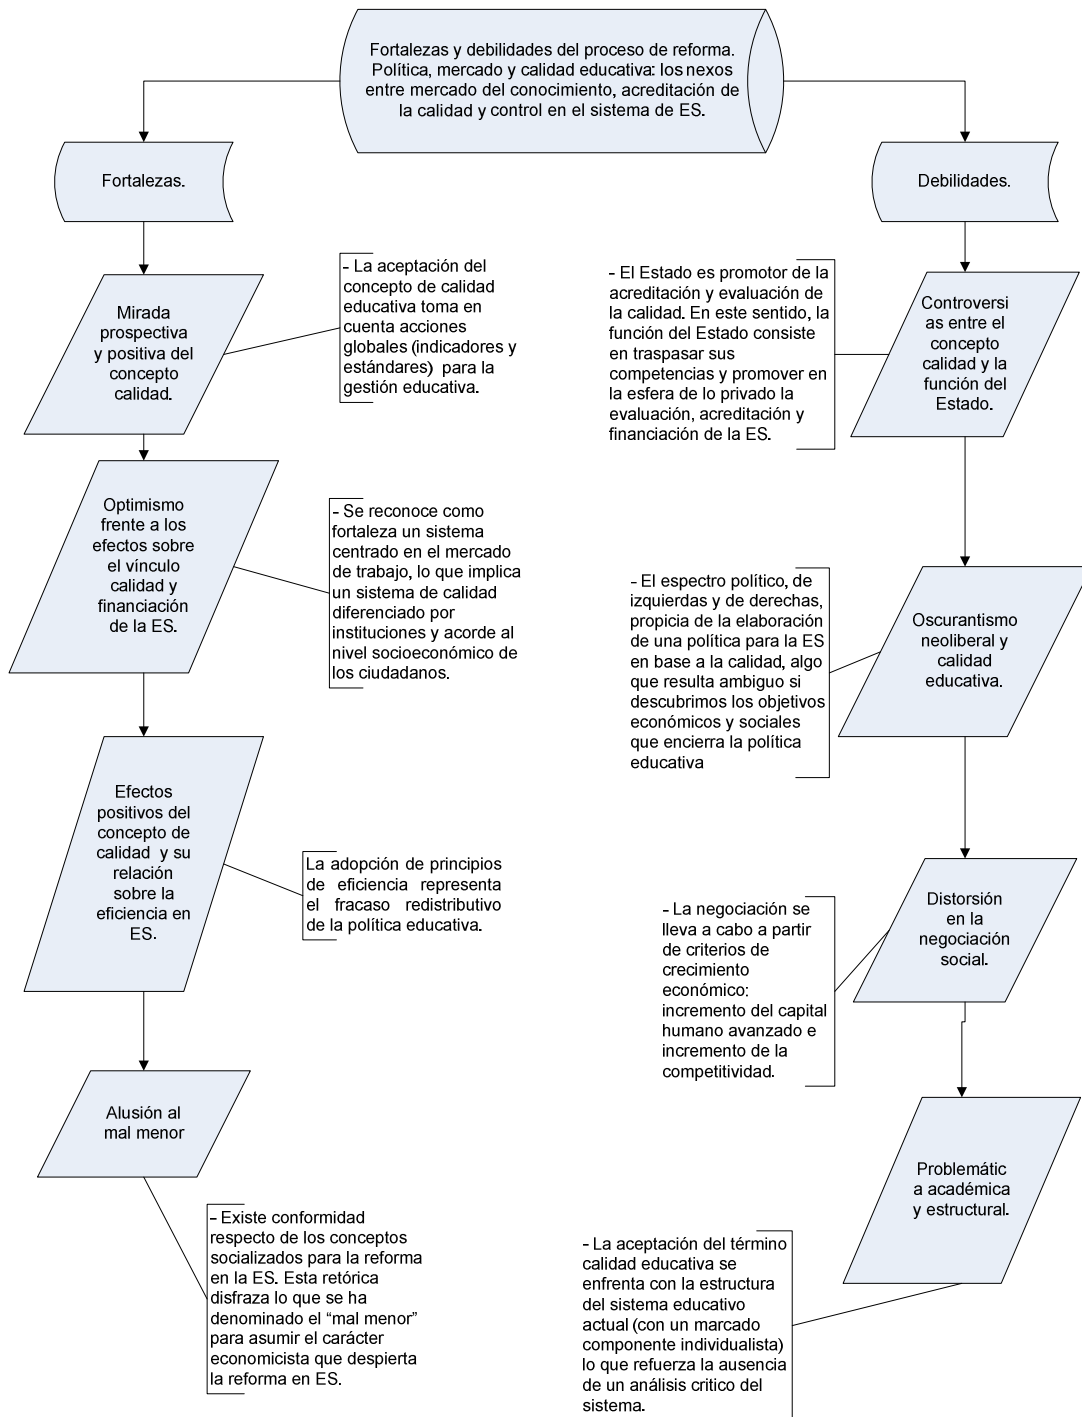 Fortalezas y debilidades del proceso de reforma.
Política, mercado y calidad educativa: los nexos
entre mercado del conocimiento, acreditación de
la calidad y control en el sistema de ES.
Fortalezas.
Mirada
prospectiva
y positiva del
concepto
calidad.
- La aceptación del
concepto de calidad
educativa toma en
cuenta acciones
globales (indicadores y
estándares)  para la
gestión educativa.
Optimismo
frente a los
efectos sobre
el vínculo
calidad y
financiación
de la ES.
- Se reconoce como
fortaleza un sistema
centrado en el mercado
de trabajo, lo que implica
un sistema de calidad
diferenciado por
instituciones y acorde al
nivel socioeconómico de
los ciudadanos.
Efectos
positivos del
concepto de
calidad  y su
relación
sobre la
eficiencia en
ES.
La adopción de principios
de eficiencia representa
el fracaso redistributivo
de la política educativa.
Alusión al
mal menor
- Existe conformidad
respecto de los conceptos
socializados para la reforma
en la ES. Esta retórica
disfraza lo que se ha
denominado el “mal menor”
para asumir el carácter
economicista que despierta
la reforma en ES.
Debilidades.
- El Estado es promotor de la
acreditación y evaluación de
la calidad. En este sentido, la
función del Estado consiste
en traspasar sus
competencias y promover en
la esfera de lo privado la
evaluación, acreditación y
financiación de la ES.
Controversi
as entre el
concepto
calidad y la
función del
Estado.
- El espectro político, de
izquierdas y de derechas,
propicia de la elaboración
de una política para la ES
en base a la calidad, algo
que resulta ambiguo si
descubrimos los objetivos
económicos y sociales
que encierra la política
educativa
Oscurantismo
neoliberal y
calidad
educativa.
- La negociación se
lleva a cabo a partir
de criterios de
crecimiento
económico:
incremento del capital
humano avanzado e
incremento de la
competitividad.
Distorsión
en la
negociación
social.
Problemátic
a académica
y estructural.
- La aceptación del término
calidad educativa se
enfrenta con la estructura
del sistema educativo
actual (con un marcado
componente individualista)
lo que refuerza la ausencia
de un análisis critico del
sistema.